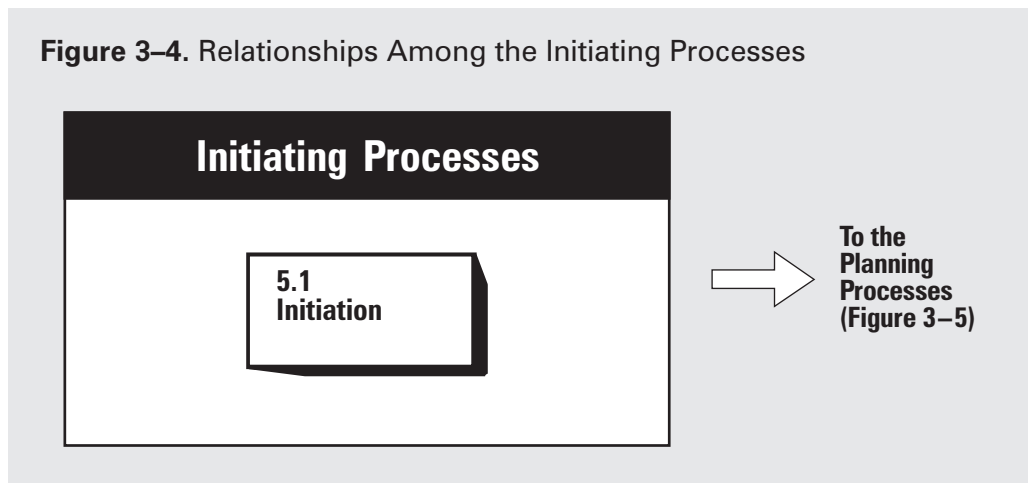 Figure 3–4. Relationships Among the Initiating Processes
Initiating Processes
5.1
Initiation
To the
Planning
Processes
(Figure 3–5)